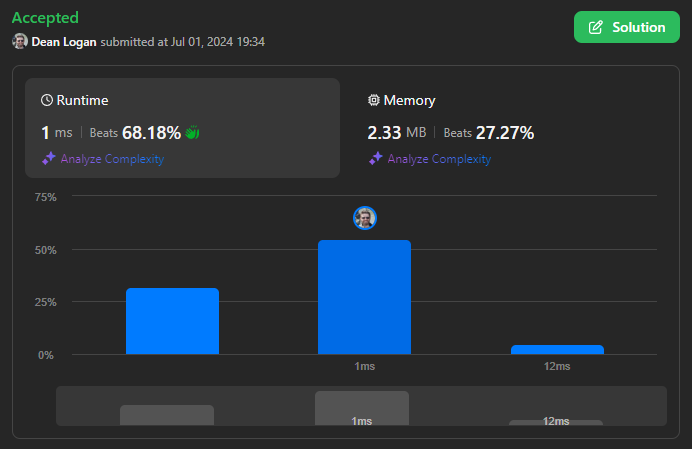 Accepted
Dean Logan submitted at Jul 01, 2024 19:34
Solution
Runtime
1 ms | Beats 68.18%
Analyze Complexity
Memory
2.33 MB | Beats 27.27%
Analyze Complexity
75%
50%
25%
0%
1ms
12ms
1ms
12ms